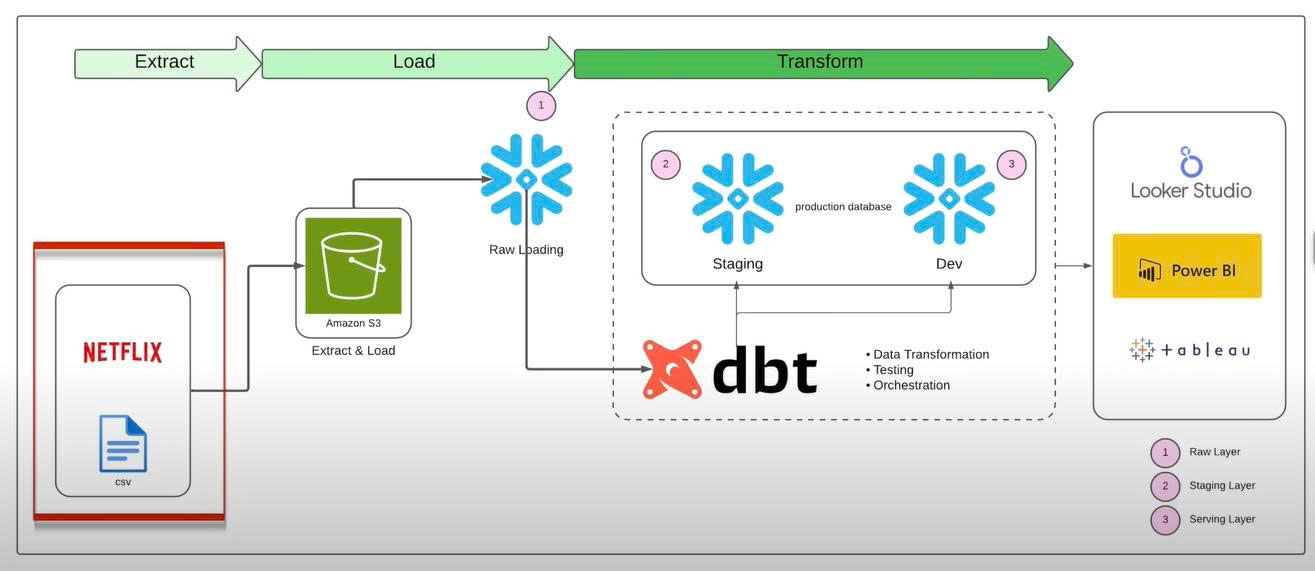 Extract
Load
Transform
1
Raw Loading
Amazon S3
Extract & Load
NETFLIX
csv
2
3
production database
Staging
Dev
dbt
• Data Transformation
• Testing
• Orchestration
Looker Studio
Power BI
+ a b l e a u
1 Raw Layer
2 Staging Layer
3 Serving Layer